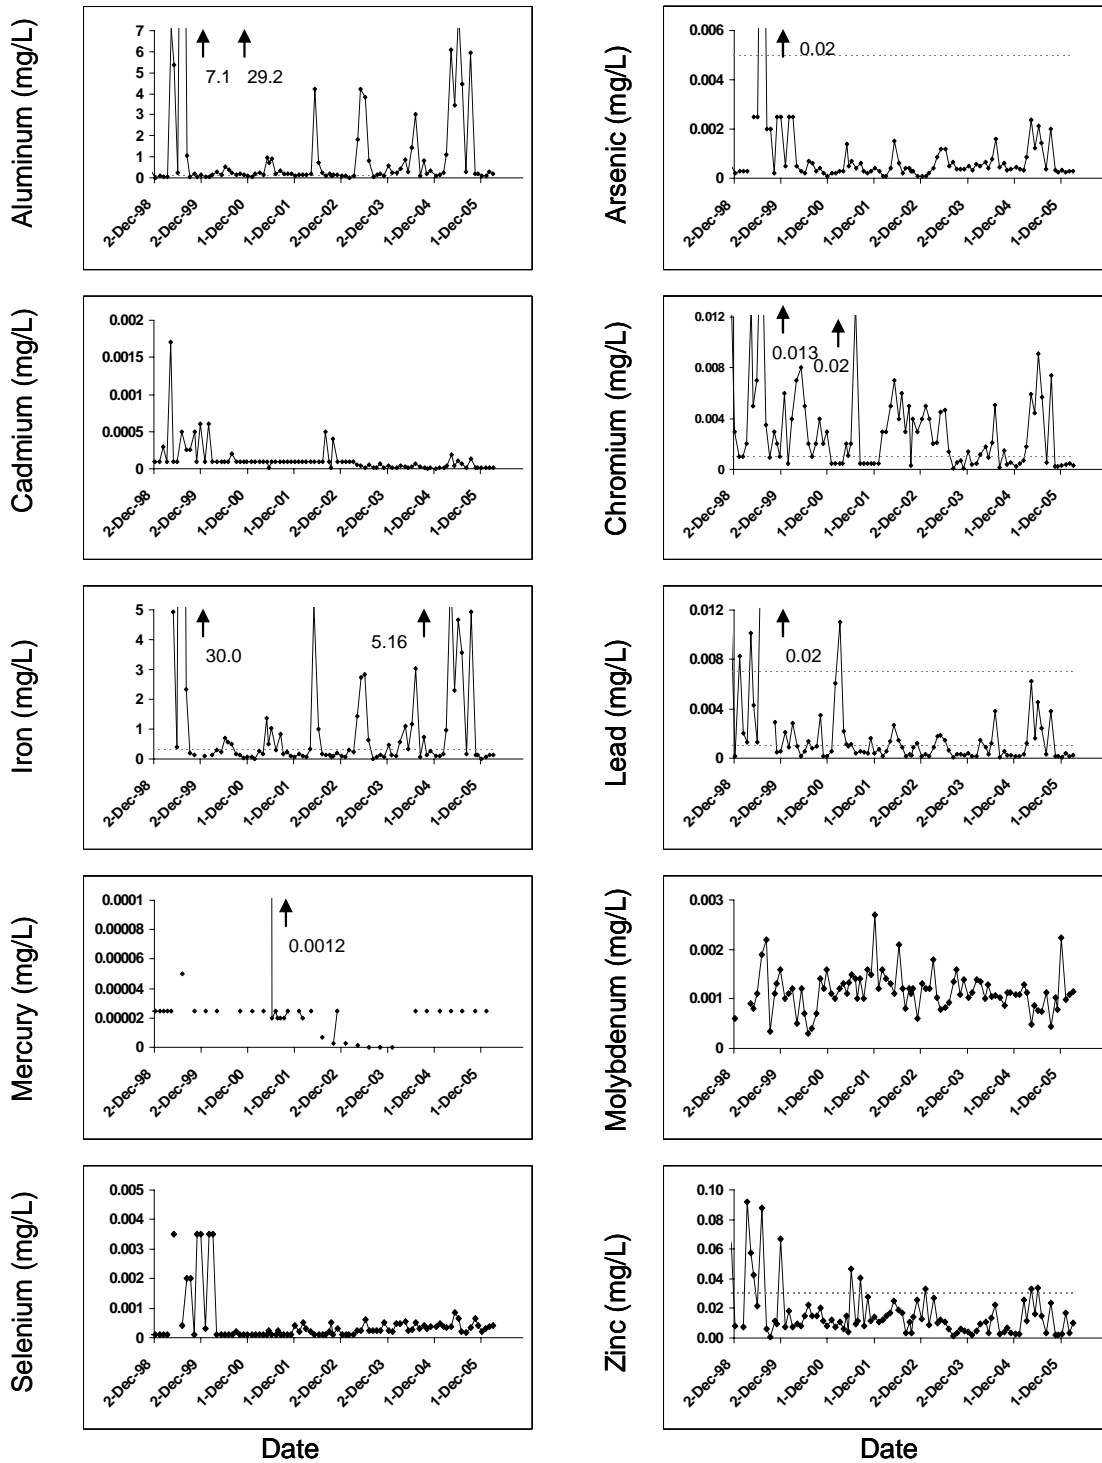 Aluminum (mg/L)
7
6
5
4
3
2
1
0
7.1 29.2
2-Dec-98 2-Dec-99 1-Dec-00 1-Dec-01 2-Dec-02 2-Dec-03 1-Dec-04 1-Dec-05
Arsenic (mg/L)
0.006
0.004
0.002
0
0.02
2-Dec-98 2-Dec-99 1-Dec-00 1-Dec-01 1-Dec-02 2-Dec-03 1-Dec-04 1-Dec-05
Cadmium (mg/L)
0.002
0.0015
0.001
0.0005
0
2-Dec-98 2-Dec-99 1-Dec-00 1-Dec-01 1-Dec-02 2-Dec-03 1-Dec-04 1-Dec-05
Chromium (mg/L)
0.012
0.008
0.004
0
0.013
0.02
2-Dec-98 2-Dec-99 1-Dec-00 1-Dec-01 1-Dec-02 2-Dec-03 1-Dec-04 1-Dec-05
Iron (mg/L)
5
4
3
2
1
0
30.0
5.16
2-Dec-98 2-Dec-99 1-Dec-00 1-Dec-01 2-Dec-02 2-Dec-03 1-Dec-04 1-Dec-05
Lead (mg/L)
0.012
0.008
0.004
0
0.02
2-Dec-98 2-Dec-99 1-Dec-00 1-Dec-01 1-Dec-02 2-Dec-03 1-Dec-04 1-Dec-05
Mercury (mg/L)
0.0001
0.00008
0.00006
0.00004
0.00002
0
0.0012
2-Dec-98 2-Dec-99 1-Dec-00 1-Dec-01 1-Dec-02 2-Dec-03 1-Dec-04 1-Dec-05
Molybdenum (mg/L)
0.003
0.002
0.001
0
2-Dec-98 2-Dec-99 1-Dec-00 1-Dec-01 1-Dec-02 2-Dec-03 1-Dec-04 1-Dec-05
Selenium (mg/L)
0.005
0.004
0.003
0.002
0.001
0
2-Dec-98 2-Dec-99 1-Dec-00 1-Dec-01 1-Dec-02 2-Dec-03 1-Dec-04 1-Dec-05
Date
Zinc (mg/L)
0.10
0.08
0.06
0.04
0.02
0.00
2-Dec-98 2-Dec-99 1-Dec-00 1-Dec-01 1-Dec-02 2-Dec-03 1-Dec-04 1-Dec-05
Date